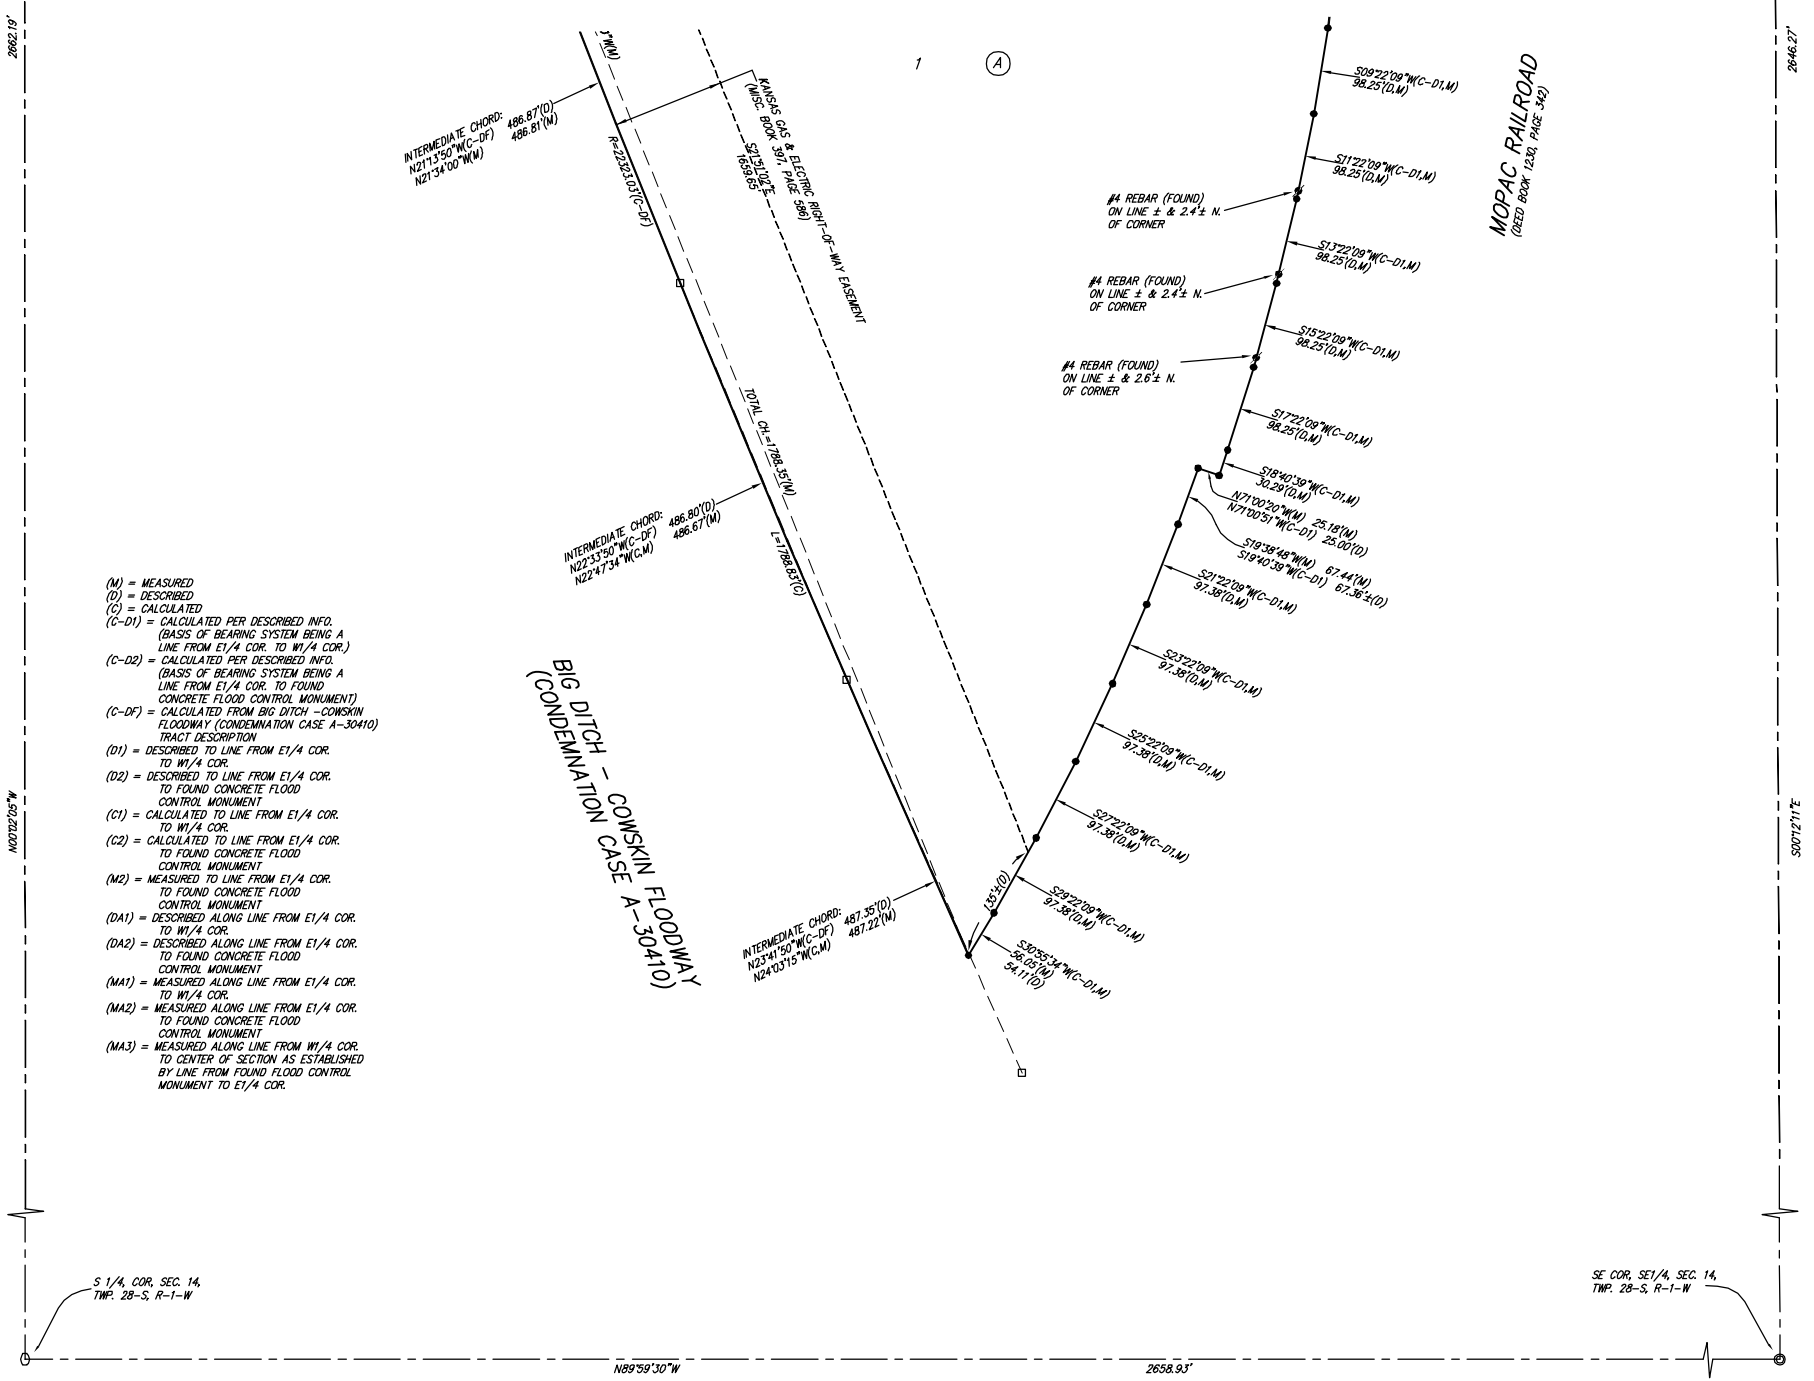 2662.19'
N00°02'05"W
"W(M)
INTERMEDIATE CHORD: 486.87'(D)
N21°13'50"W(C-DF) 486.81'(M)
N21°34'00"W(M)
R=22323.03'(C-DF)
KANSAS GAS & ELECTRIC RIGHT-OF-WAY EASEMENT
(MISC. BOOK 397, PAGE 586)
S21°51'02"E
1659.65'
1
A
TOTAL CH.=1788.35'(M)
L=1788.83'(C)
INTERMEDIATE CHORD: 486.80'(D)
N22°33'50"W(C-DF) 486.67'(M)
N22°47'34"W(C,M)
INTERMEDIATE CHORD: 487.35'(D)
N23°41'50"W(C-DF) 487.22'(M)
N24°03'15"W(C,M)
BIG DITCH - COWSKIN FLOODWAY
(CONDEMNATION CASE A-30410)
MOPAC RAILROAD
(DEED BOOK 1230, PAGE 342)
2646.27'
S00°12'11"E
S09°22'09"W(C-D1,M)
98.25'(D,M)
S11°22'09"W(C-D1,M)
98.25'(D,M)
#4 REBAR (FOUND)
ON LINE ± & 2.4'± N.
OF CORNER
S13°22'09"W(C-D1,M)
98.25'(D,M)
#4 REBAR (FOUND)
ON LINE ± & 2.4'± N.
OF CORNER
S15°22'09"W(C-D1,M)
98.25'(D,M)
#4 REBAR (FOUND)
ON LINE ± & 2.6'± N.
OF CORNER
S17°22'09"W(C-D1,M)
98.25'(D,M)
S18°40'39"W(C-D1,M)
30.29'(D,M)
N71°00'20"W(M) 25.18'(M)
N71°00'51"W(C-D1) 25.00'(D)
S19°38'48"W(M) 67.44'(M)
S19°40'39"W(C-D1) 67.36'±(D)
S21°22'09"W(C-D1,M)
97.38'(D,M)
S23°22'09"W(C-D1,M)
97.38'(D,M)
S25°22'09"W(C-D1,M)
97.38'(D,M)
S27°22'09"W(C-D1,M)
97.38'(D,M)
135'±(D)
S29°22'09"W(C-D1,M)
97.38'(D,M)
S30°55'34"W(C-D1,M)
56.05'(M)
54.11'(D)
(M) = MEASURED
(D) = DESCRIBED
(C) = CALCULATED
(C-D1) = CALCULATED PER DESCRIBED INFO.
(BASIS OF BEARING SYSTEM BEING A
LINE FROM E1/4 COR. TO W1/4 COR.)
(C-D2) = CALCULATED PER DESCRIBED INFO.
(BASIS OF BEARING SYSTEM BEING A
LINE FROM E1/4 COR. TO FOUND
CONCRETE FLOOD CONTROL MONUMENT)
(C-DF) = CALCULATED FROM BIG DITCH -COWSKIN
FLOODWAY (CONDEMNATION CASE A-30410)
TRACT DESCRIPTION
(D1) = DESCRIBED TO LINE FROM E1/4 COR.
TO W1/4 COR.
(D2) = DESCRIBED TO LINE FROM E1/4 COR.
TO FOUND CONCRETE FLOOD
CONTROL MONUMENT
(C1) = CALCULATED TO LINE FROM E1/4 COR.
TO W1/4 COR.
(C2) = CALCULATED TO LINE FROM E1/4 COR.
TO FOUND CONCRETE FLOOD
CONTROL MONUMENT
(M2) = MEASURED TO LINE FROM E1/4 COR.
TO FOUND CONCRETE FLOOD
CONTROL MONUMENT
(DA1) = DESCRIBED ALONG LINE FROM E1/4 COR.
TO W1/4 COR.
(DA2) = DESCRIBED ALONG LINE FROM E1/4 COR.
TO FOUND CONCRETE FLOOD
CONTROL MONUMENT
(MA1) = MEASURED ALONG LINE FROM E1/4 COR.
TO W1/4 COR.
(MA2) = MEASURED ALONG LINE FROM E1/4 COR.
TO FOUND CONCRETE FLOOD
CONTROL MONUMENT
(MA3) = MEASURED ALONG LINE FROM W1/4 COR.
TO CENTER OF SECTION AS ESTABLISHED
BY LINE FROM FOUND FLOOD CONTROL
MONUMENT TO E1/4 COR.
S 1/4, COR, SEC. 14,
TWP. 28-S, R-1-W
SE COR, SE1/4, SEC. 14,
TWP. 28-S, R-1-W
N89°59'30"W
2658.93'